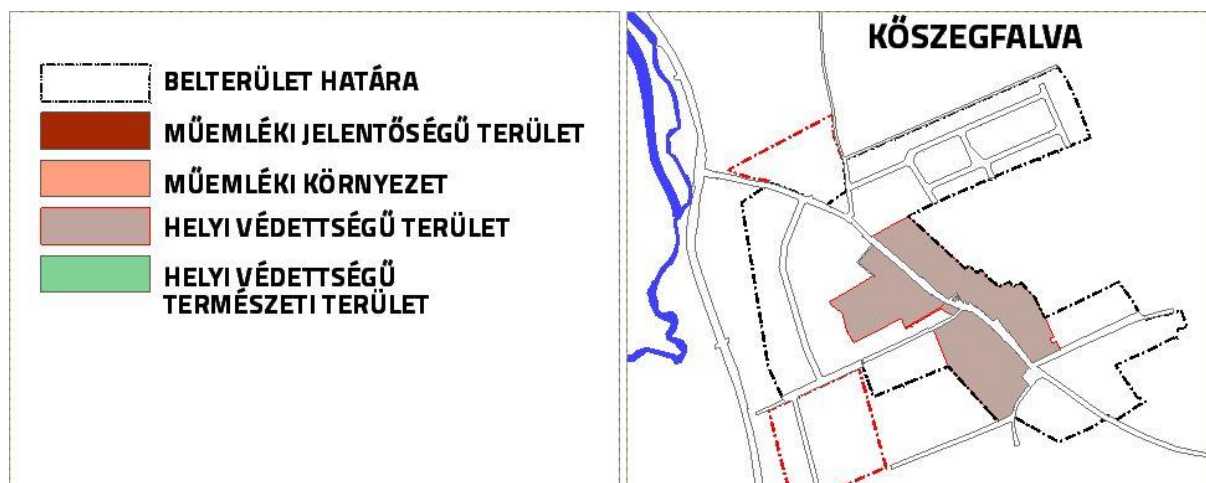 BELTERÜLET HATÁRA
MŰEMLÉKI JELENTŐSÉGŰ TERÜLET
MŰEMLÉKI KÖRNYEZET
HELYI VÉDETTSÉGŰ TERÜLET
HELYI VÉDETTSÉGŰ
TERMÉSZETI TERÜLET
KŐSZEGFALVA